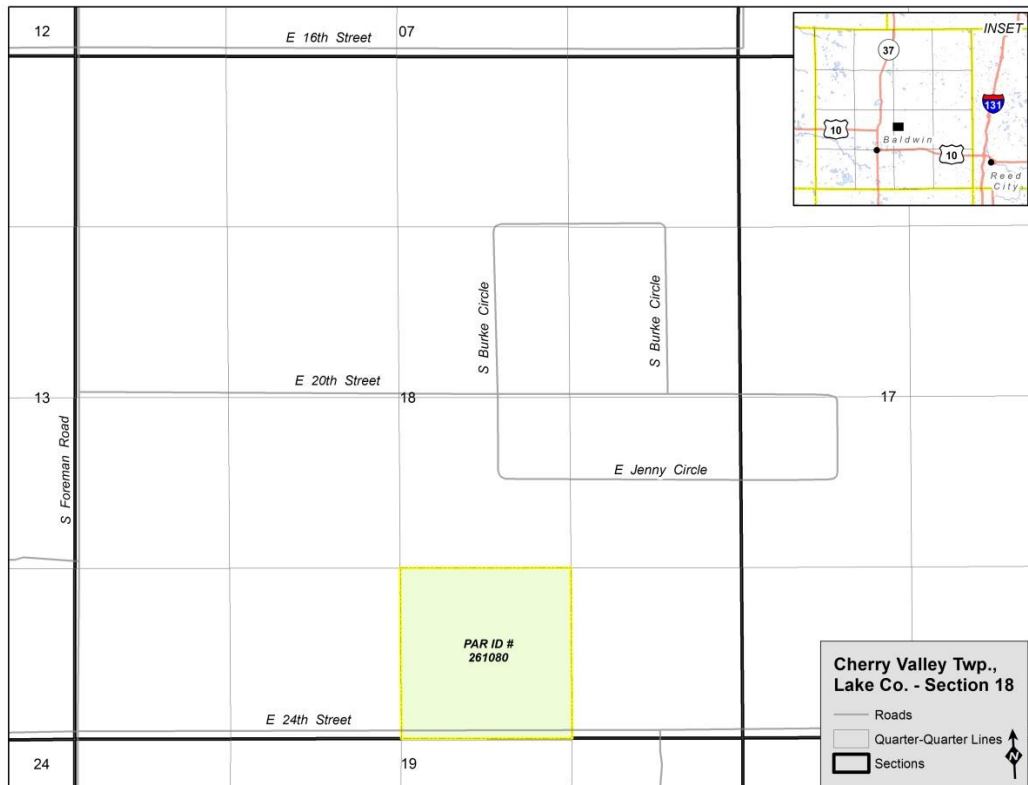 12
E 16th Street
07
INSET
37
131
10
Baldwin
10
Reed
City
S Burke Circle
S Burke Circle
E 20th Street
13
18
17
S Foreman Road
E Jenny Circle
PAR ID #
261080
E 24th Street
24
19
Cherry Valley Twp.,
Lake Co. - Section 18
Roads
Quarter-Quarter Lines
Sections
N